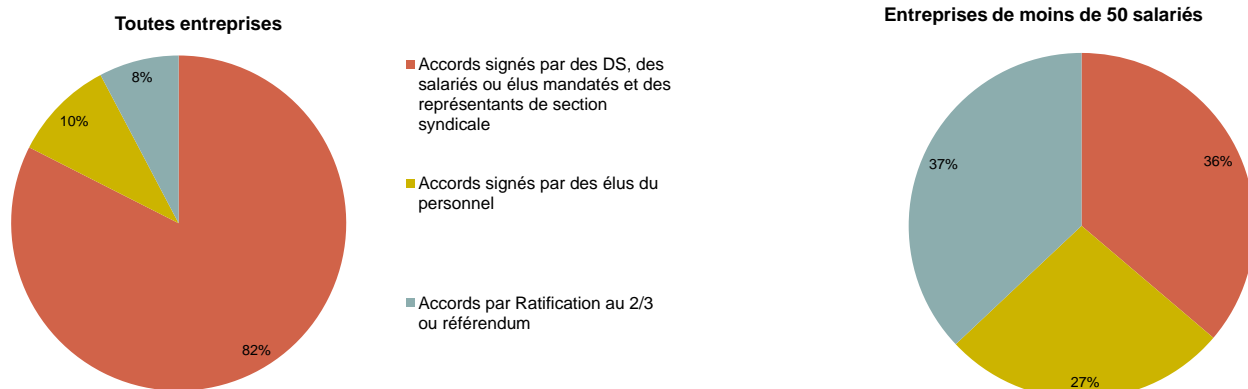 Toutes entreprises
8%
10%
82%
Accords signés par des DS, des
salariés ou élus mandatés et des
représentants de section
syndicale
Accords signés par des élus du
personnel
Accords par Ratification au 2/3
ou référendum
Entreprises de moins de 50 salariés
37%
36%
27%